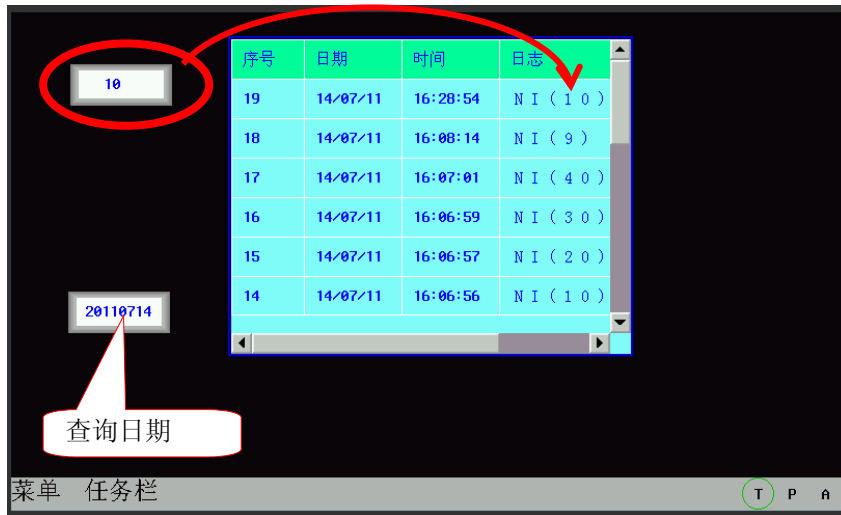 10
序号 日期 时间 日志
19 14/07/11 16:28:54 NI(10)
18 14/07/11 16:08:14 NI(9)
17 14/07/11 16:07:01 NI(40)
16 14/07/11 16:06:59 NI(30)
15 14/07/11 16:06:57 NI(20)
14 14/07/11 16:06:56 NI(10)
20110714
查询日期
菜单 任务栏 T P A